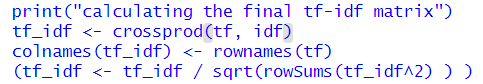 print("calculating the final tf-idf matrix")
tf_idf <- crossprod(tf, idf)
colnames(tf_idf) <- rownames(tf)
(tf_idf <- tf_idf / sqrt(rowSums(tf_idf^2) ) )